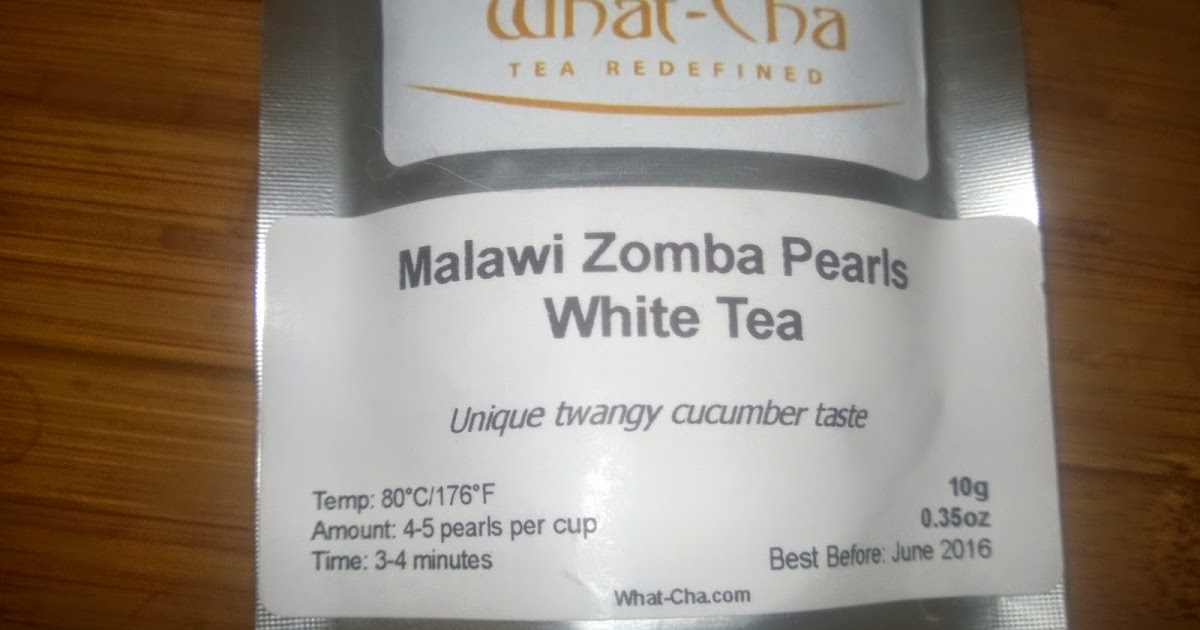 What-Cha
TEA REDEFINED
Malawi Zomba Pearls
White Tea
Unique twangy cucumber taste
Temp: 80°C/176°F
Amount: 4-5 pearls per cup
Time: 3-4 minutes
10g
0.35oz
Best Before: June 2016
What-Cha.com